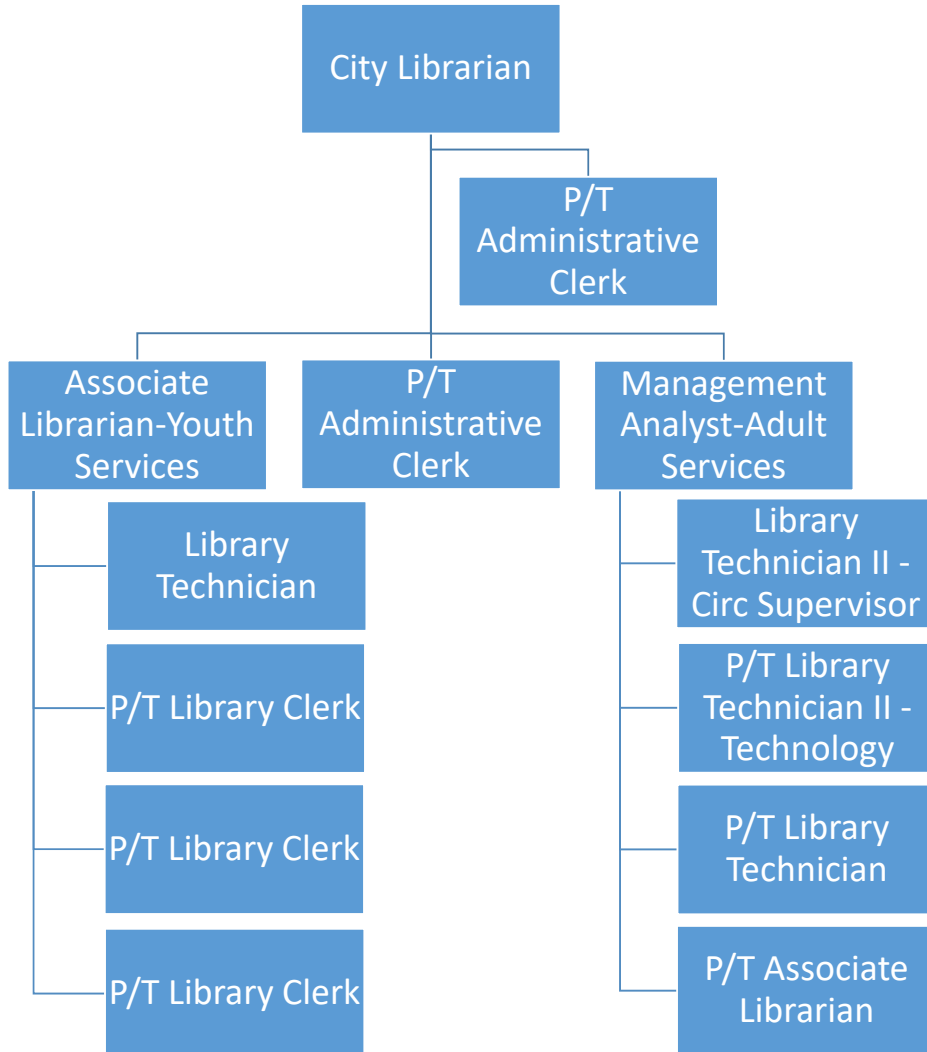 City Librarian
P/T
Administrative
Clerk
Associate
Librarian-Youth
Services
P/T
Administrative
Clerk
Management
Analyst-Adult
Services
Library
Technician
P/T Library Clerk
P/T Library Clerk
P/T Library Clerk
Library
Technician II -
Circ Supervisor
P/T Library
Technician II -
Technology
P/T Library
Technician
P/T Associate
Librarian